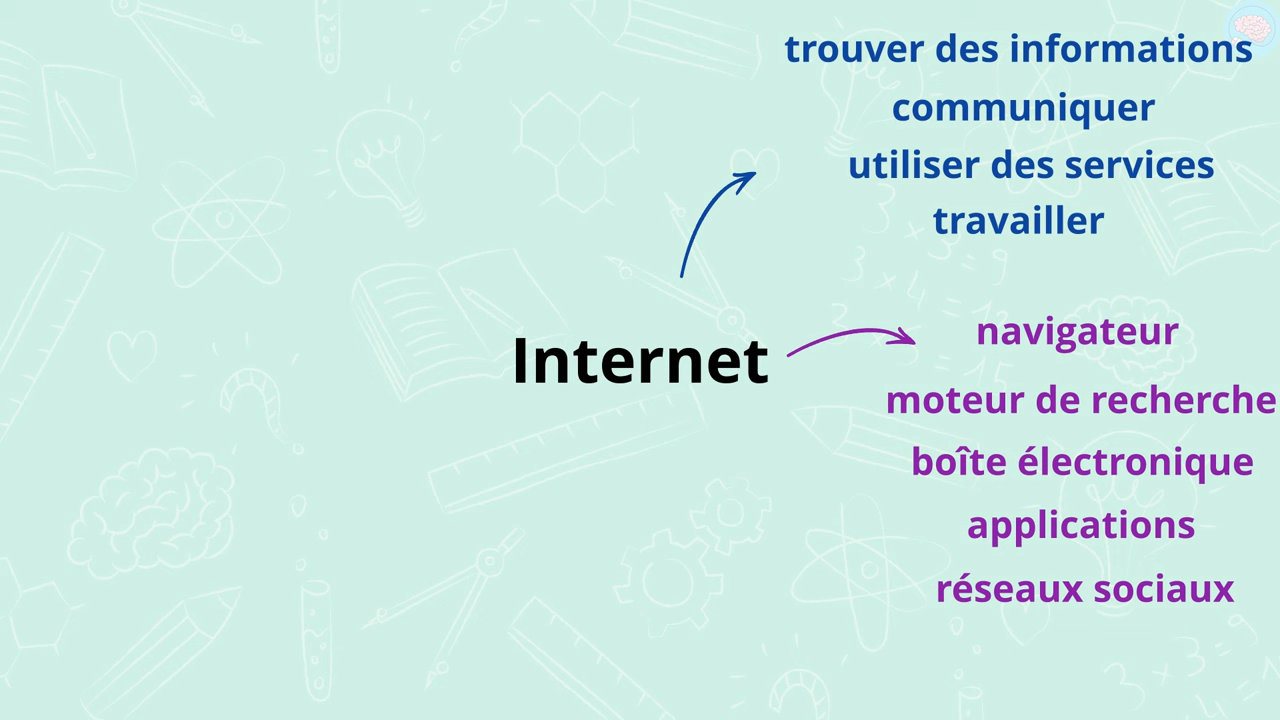 trouver des informations
communiquer
utiliser des services
travailler
Internet
navigateur
moteur de recherche
boîte électronique
applications
réseaux sociaux